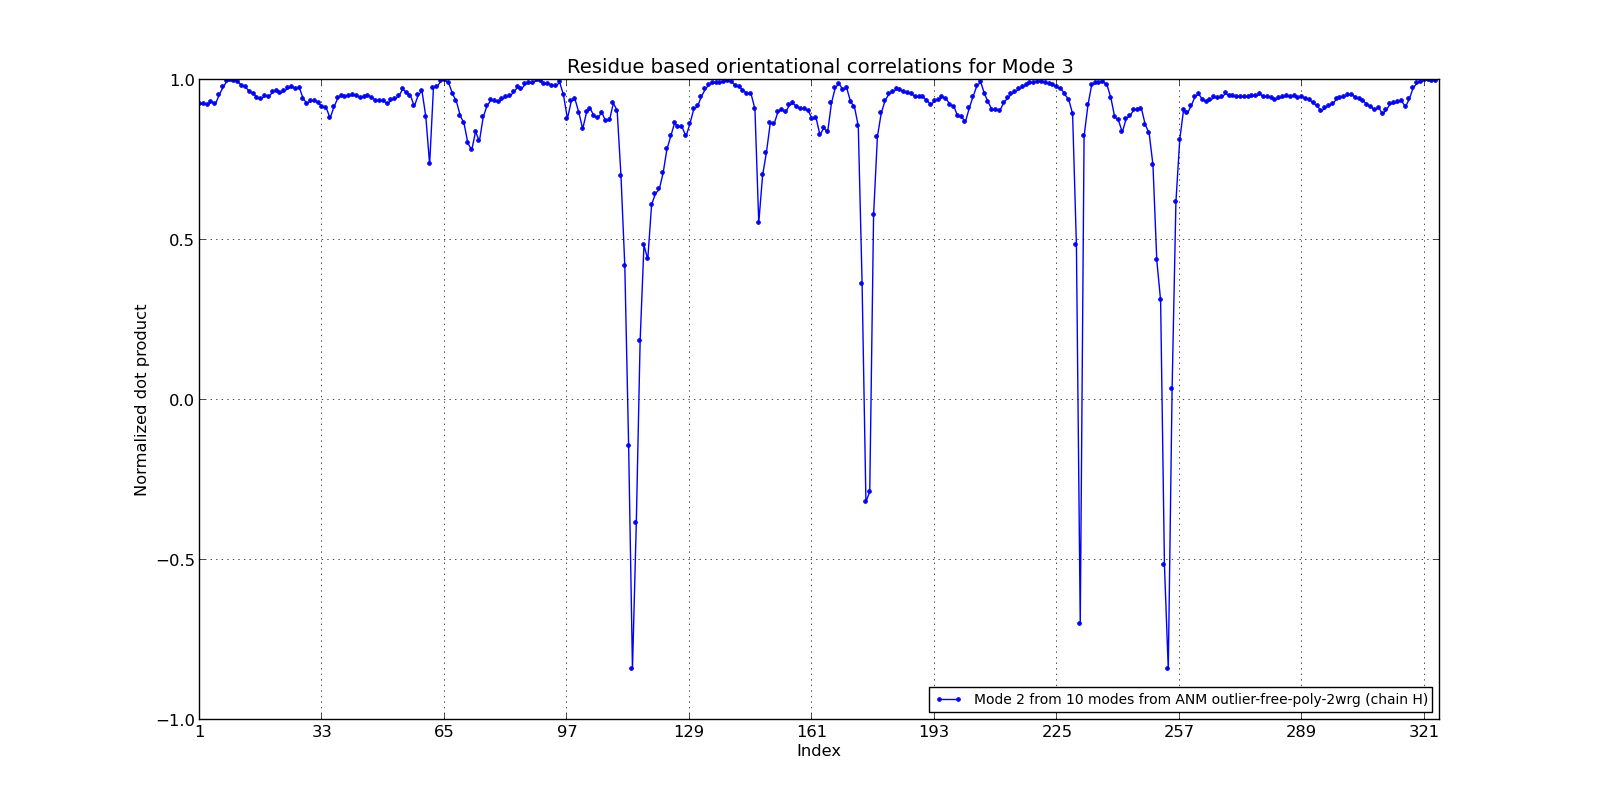 Residue based orientational correlations for Mode 3
1.0
0.5
0.0
−0.5
−1.0
Normalized dot product
Mode 2 from 10 modes from ANM outlier-free-poly-2wrg (chain H)
1 33 65 97 129 161 193 225 257 289 321
Index